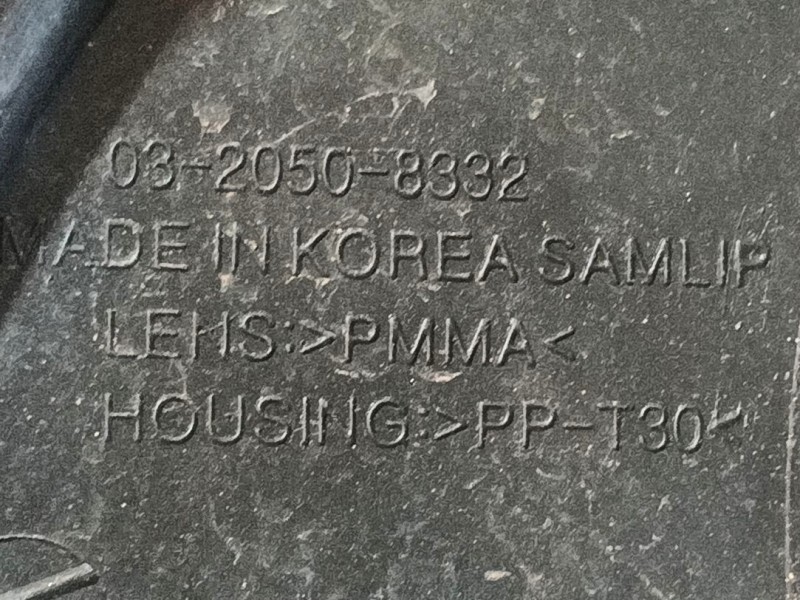 03-2050-8332
MADE IN KOREA SAMLIP
LENS:>PMMA<
HOUSING:>PP-T30<